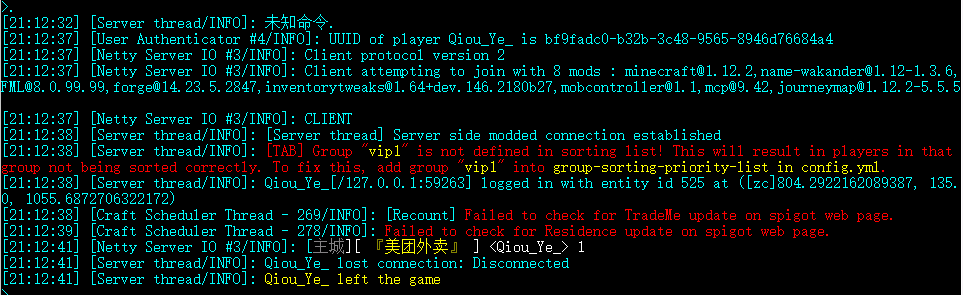 >.
[21:12:32] [Server thread/INFO]: 未知命令.
[21:12:37] [User Authenticator #4/INFO]: UUID of player Qiou_Ye_ is bf9fadc0-b32b-3c48-9565-8946d76684a4
[21:12:37] [Netty Server IO #3/INFO]: Client protocol version 2
[21:12:37] [Netty Server IO #3/INFO]: Client attempting to join with 8 mods : minecraft@1.12.2,name-wakander@1.12-1.3.6,
FML@8.0.99.99,forge@14.23.5.2847,inventorytweaks@1.64+dev.146.2180b27,mobcontroller@1.1,mcp@9.42,journeymap@1.12.2-5.5.5
[21:12:37] [Netty Server IO #3/INFO]: CLIENT
[21:12:38] [Server thread/INFO]: [Server thread] Server side modded connection established
[21:12:38] [Server thread/INFO]: [TAB] Group "vip1" is not defined in sorting list! This will result in players in that
group not being sorted correctly. To fix this, add group "vip1" into group-sorting-priority-list in config.yml.
[21:12:38] [Server thread/INFO]: Qiou_Ye_[/127.0.0.1:59263] logged in with entity id 525 at ([zc]804.2922162089387, 135.
0, 1055.6872706322172)
[21:12:38] [Craft Scheduler Thread - 269/INFO]: [Recount] Failed to check for TradeMe update on spigot web page.
[21:12:39] [Craft Scheduler Thread - 278/INFO]: Failed to check for Residence update on spigot web page.
[21:12:41] [Netty Server IO #3/INFO]: [主城][ 『美团外卖』 ] <Qiou_Ye_> 1
[21:12:41] [Server thread/INFO]: Qiou_Ye_ lost connection: Disconnected
[21:12:41] [Server thread/INFO]: Qiou_Ye_ left the game